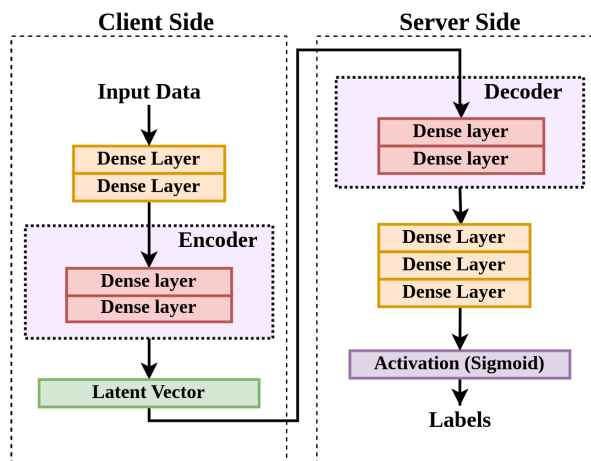 Client Side
Input Data
Dense Layer
Dense Layer
Encoder
Dense layer
Dense layer
Latent Vector
Server Side
Decoder
Dense layer
Dense layer
Dense Layer
Dense Layer
Dense Layer
Activation (Sigmoid)
Labels